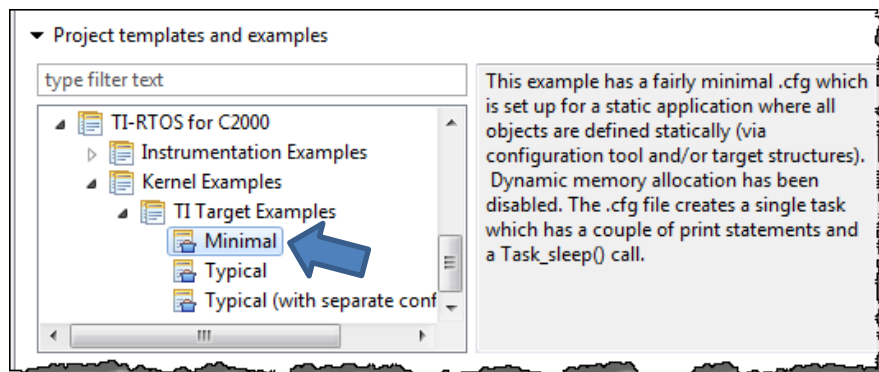 Project templates and examples
type filter text
TI-RTOS for C2000
Instrumentation Examples
Kernel Examples
TI Target Examples
Minimal
Typical
Typical (with separate conf
This example has a fairly minimal .cfg which
is set up for a static application where all
objects are defined statically (via
configuration tool and/or target structures).
Dynamic memory allocation has been
disabled. The .cfg file creates a single task
which has a couple of print statements and
a Task_sleep() call.